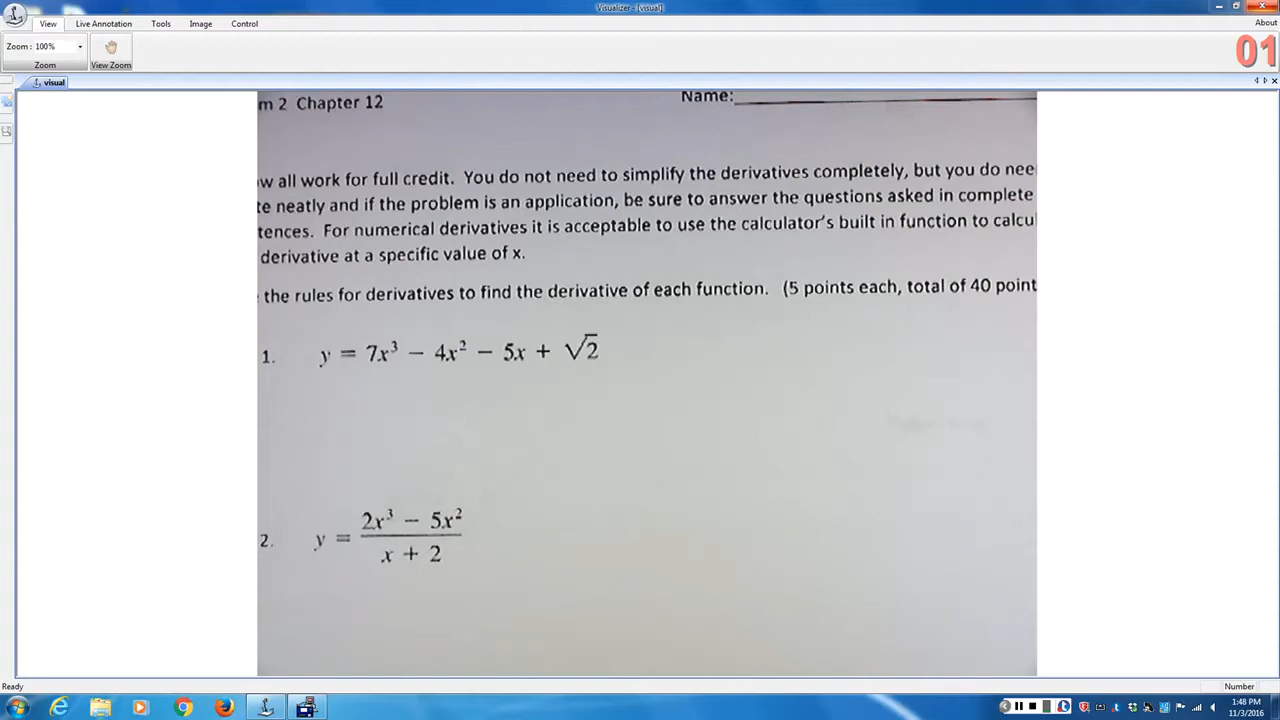 Visualizer - [visual]
View Live Annotation Tools Image Control
About
Zoom : 100%
View Zoom
Zoom
01
visual
m 2 Chapter 12 Name:
ow all work for full credit. You do not need to simplify the derivatives completely, but you do nee
te neatly and if the problem is an application, be sure to answer the questions asked in complete
tences. For numerical derivatives it is acceptable to use the calculator's built in function to calcu
derivative at a specific value of x.
the rules for derivatives to find the derivative of each function. (5 points each, total of 40 point
1. y = 7x³ − 4x² − 5x + √2
2. y = (2x³ − 5x²)/(x + 2)
Ready
Number
1:48 PM
11/3/2016